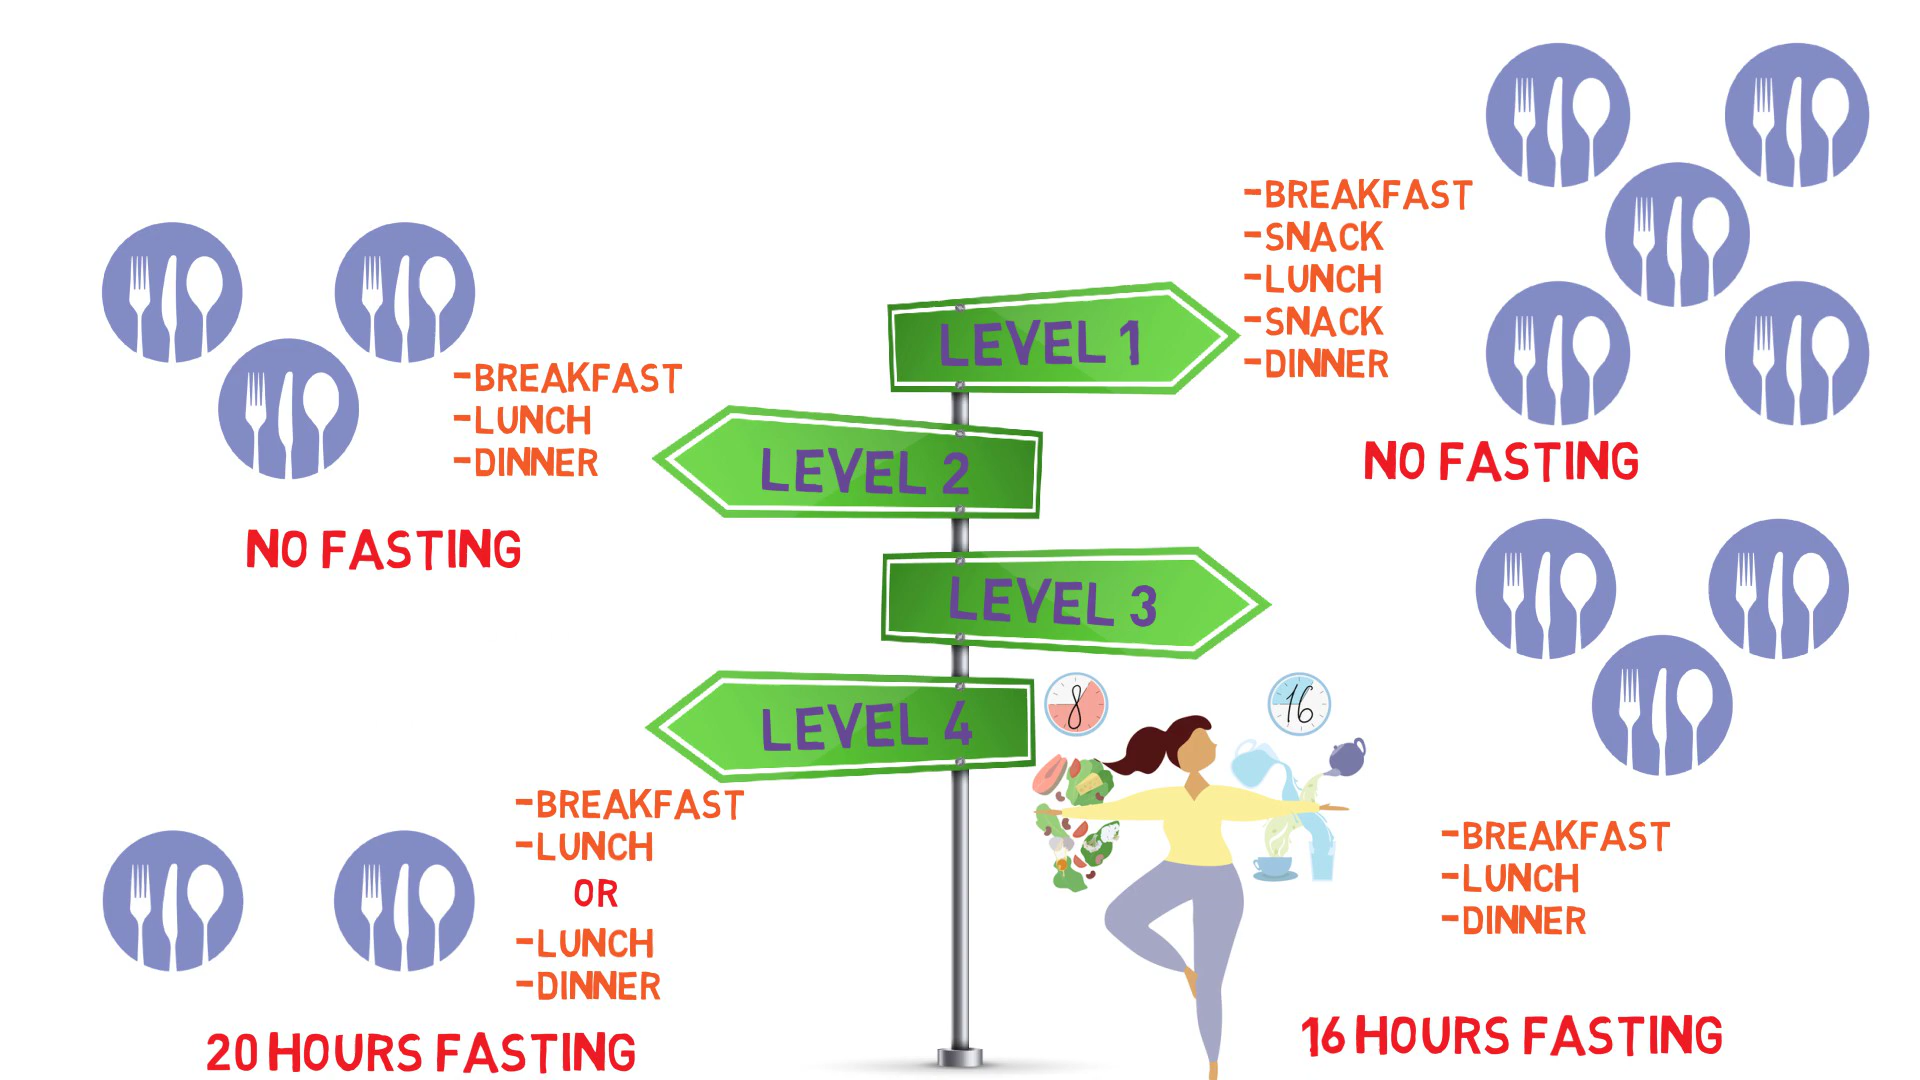 LEVEL 1
-BREAKFAST
-SNACK
-LUNCH
-SNACK
-DINNER
NO FASTING
LEVEL 2
-BREAKFAST
-LUNCH
-DINNER
NO FASTING
LEVEL 3
8
16
-BREAKFAST
-LUNCH
-DINNER
16 HOURS FASTING
LEVEL 4
-BREAKFAST
-LUNCH
OR
-LUNCH
-DINNER
20 HOURS FASTING